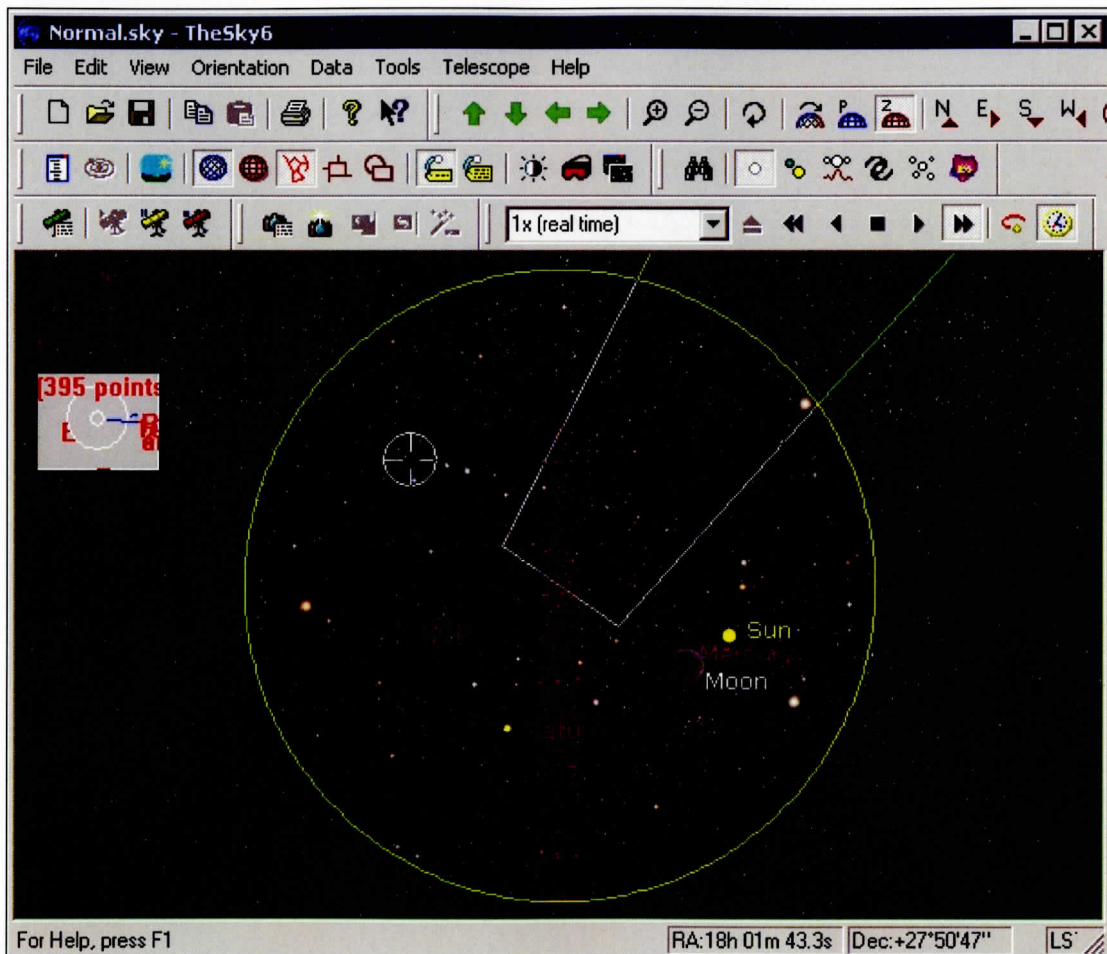 Normal.sky - TheSky6
File Edit View Orientation Data Tools Telescope Help
P Z N E S W
1x (real time)
[395 points
E
Sun
Moon
For Help, press F1 RA:18h 01m 43.3s Dec:+27°50'47" LS